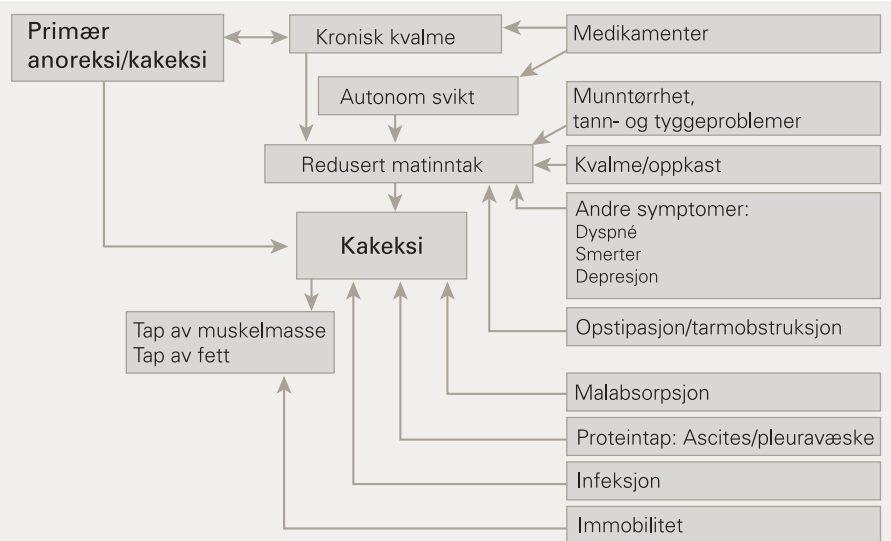 Primær
anoreksi/kakeksi
Kronisk kvalme
Medikamenter
Autonom svikt
Munntørrhet,
tann- og tyggeproblemer
Redusert matinntak
Kvalme/oppkast
Andre symptomer:
Dyspné
Smerter
Depresjon
Kakeksi
Opstipasjon/tarmobstruksjon
Tap av muskelmasse
Tap av fett
Malabsorpsjon
Proteintap: Ascites/pleuravæske
Infeksjon
Immobilitet